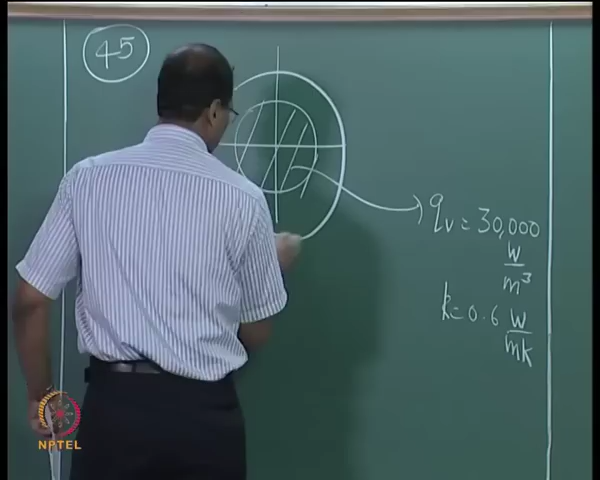 45
qv = 30,000
W
m³
k = 0.6 W
mk
NPTEL